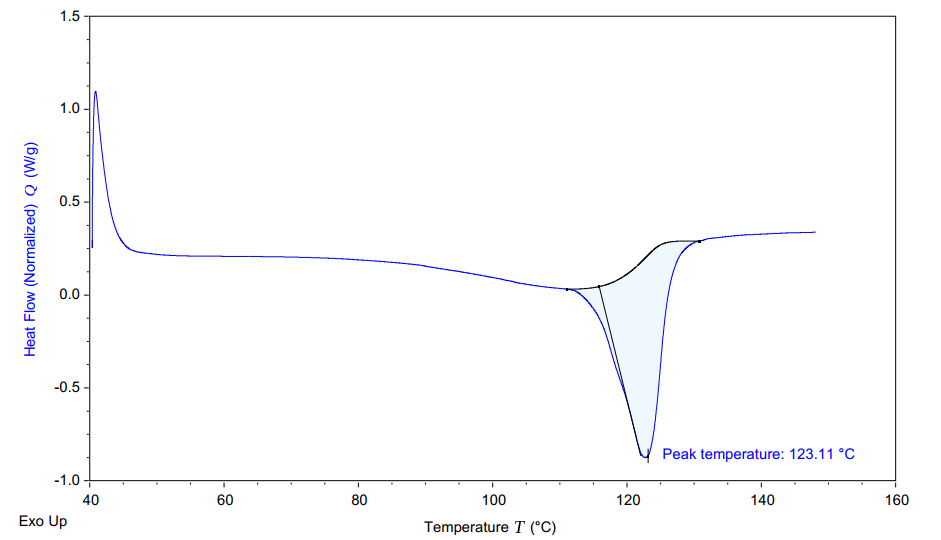 1.5
1.0
0.5
0.0
-0.5
-1.0
Heat Flow (Normalized) Q (W/g)
Peak temperature: 123.11 °C
40 60 80 100 120 140 160
Exo Up
Temperature T (°C)